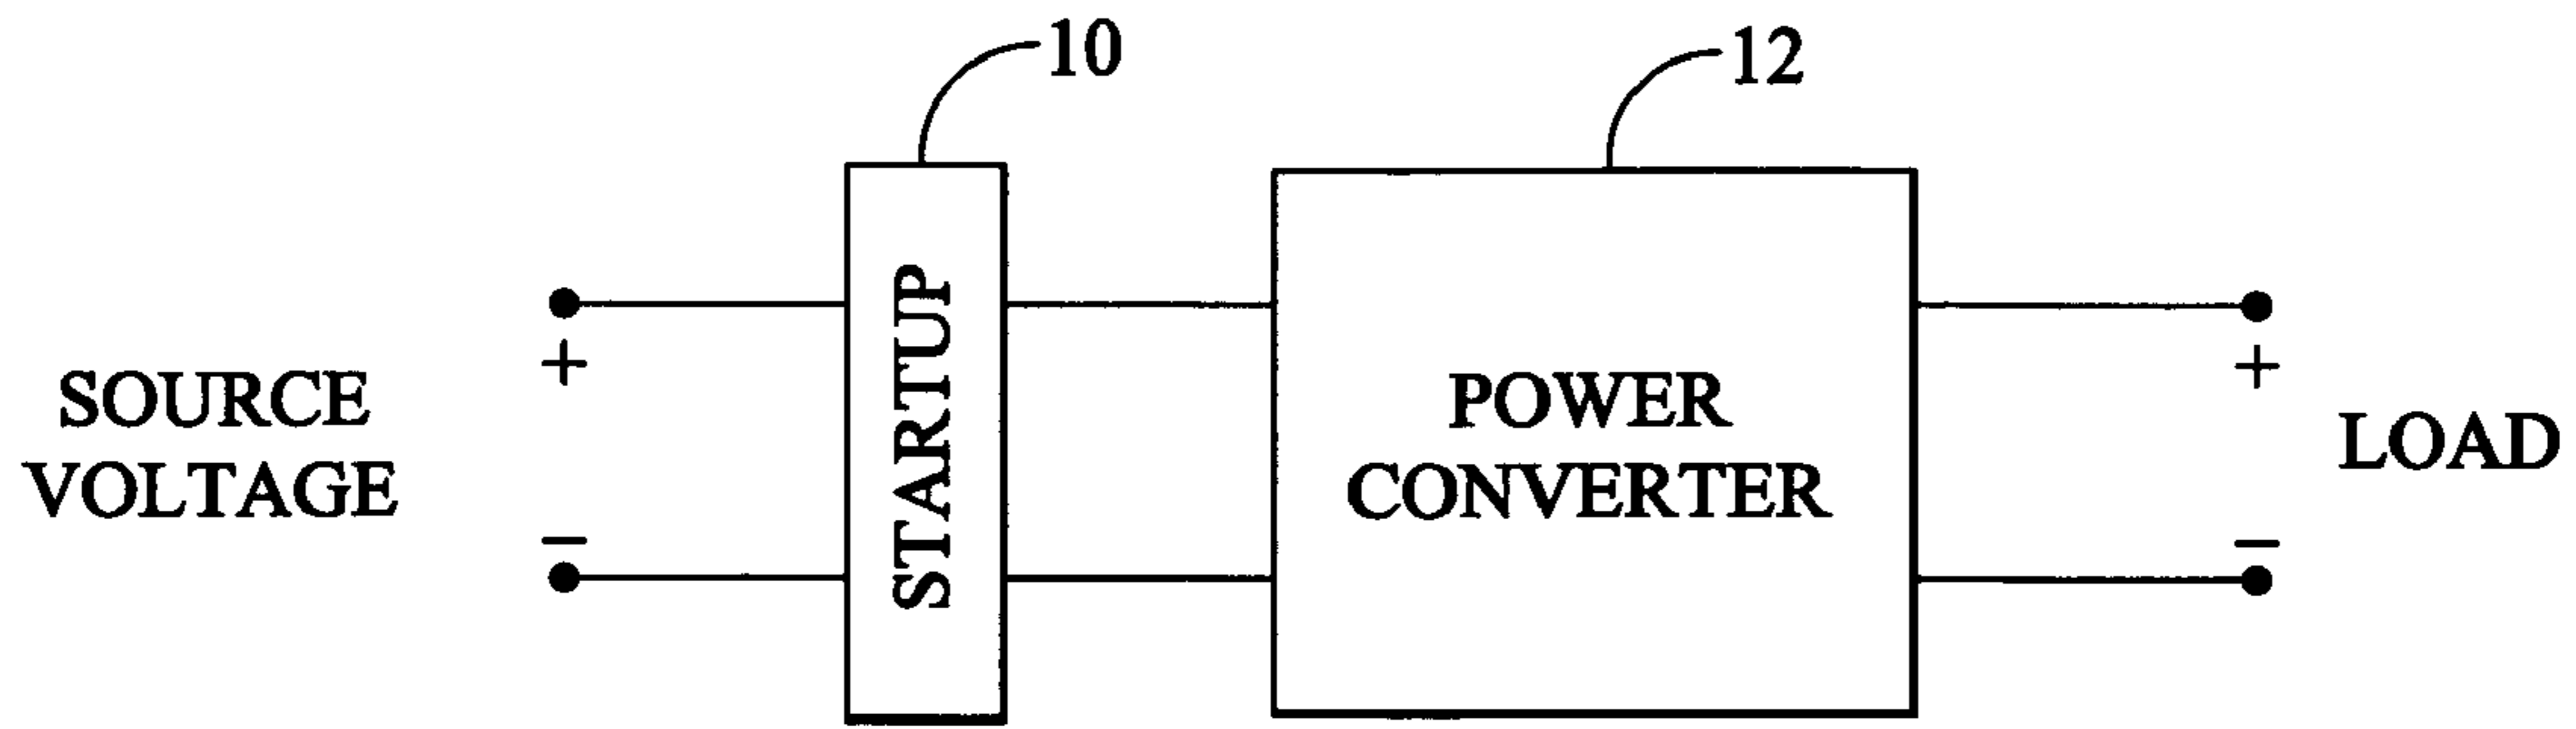 10
12
SOURCE
VOLTAGE
+
−
STARTUP
POWER
CONVERTER
+
−
LOAD